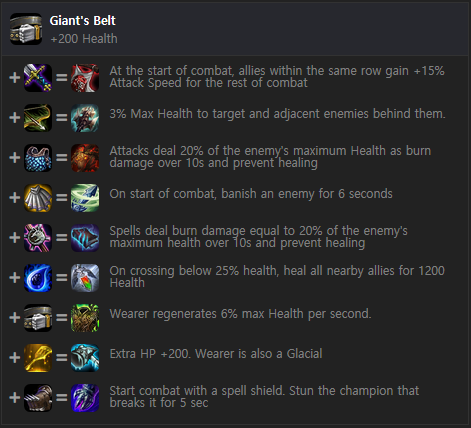 Giant's Belt
+200 Health
+ = At the start of combat, allies within the same row gain +15%
Attack Speed for the rest of combat
+ = 3% Max Health to target and adjacent enemies behind them.
+ = Attacks deal 20% of the enemy's maximum Health as burn
damage over 10s and prevent healing
+ = On start of combat, banish an enemy for 6 seconds
+ = Spells deal burn damage equal to 20% of the enemy's
maximum health over 10s and prevent healing
+ = On crossing below 25% health, heal all nearby allies for 1200
Health
+ = Wearer regenerates 6% max Health per second.
+ = Extra HP +200. Wearer is also a Glacial
+ = Start combat with a spell shield. Stun the champion that
breaks it for 5 sec